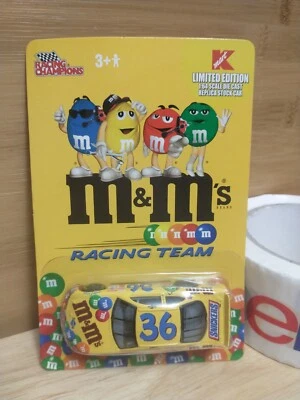 RACING
CHAMPIONS
3+
K
LIMITED EDITION
1:64 SCALE DIE CAST
REPLICA STOCK CAR
m
m
m
m
m&m's
m m m m
RACING TEAM
m&m's
36
SNICKERS
e